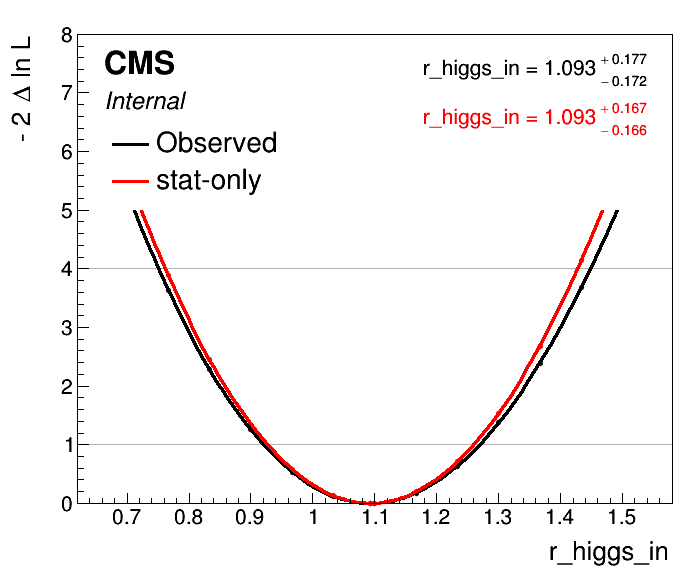 - 2 Δ ln L
8
7
6
5
4
3
2
1
0
CMS
Internal
Observed
stat-only
r_higgs_in = 1.093 +0.177 −0.172
r_higgs_in = 1.093 +0.167 −0.166
0.7 0.8 0.9 1 1.1 1.2 1.3 1.4 1.5
r_higgs_in